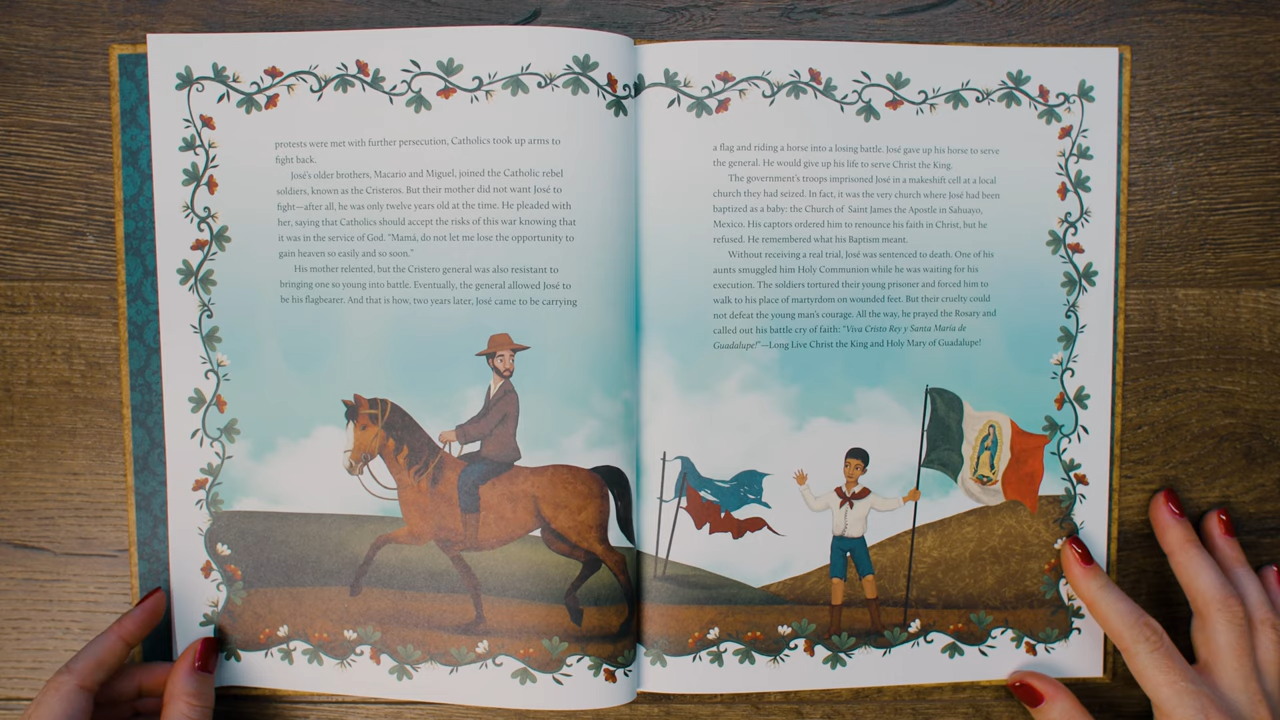 protests were met with further persecution, Catholics took up arms to
fight back.
José's older brothers, Macario and Miguel, joined the Catholic rebel
soldiers, known as the Cristeros. But their mother did not want José to
fight—after all, he was only twelve years old at the time. He pleaded with
her, saying that Catholics should accept the risks of this war knowing that
it was in the service of God. "Mamá, do not let me lose the opportunity to
gain heaven so easily and so soon."
His mother relented, but the Cristero general was also resistant to
bringing one so young into battle. Eventually, the general allowed José to
be his flagbearer. And that is how, two years later, José came to be carrying
a flag and riding a horse into a losing battle. José gave up his horse to serve
the general. He would give up his life to serve Christ the King.
The government's troops imprisoned José in a makeshift cell at a local
church they had seized. In fact, it was the very church where José had been
baptized as a baby: the Church of Saint James the Apostle in Sahuayo,
Mexico. His captors ordered him to renounce his faith in Christ, but he
refused. He remembered what his Baptism meant.
Without receiving a real trial, José was sentenced to death. One of his
aunts smuggled him Holy Communion while he was waiting for his
execution. The soldiers tortured their young prisoner and forced him to
walk to his place of martyrdom on wounded feet. But their cruelty could
not defeat the young man's courage. All the way, he prayed the Rosary and
called out his battle cry of faith: "Viva Cristo Rey y Santa María de
Guadalupe!"—Long Live Christ the King and Holy Mary of Guadalupe!